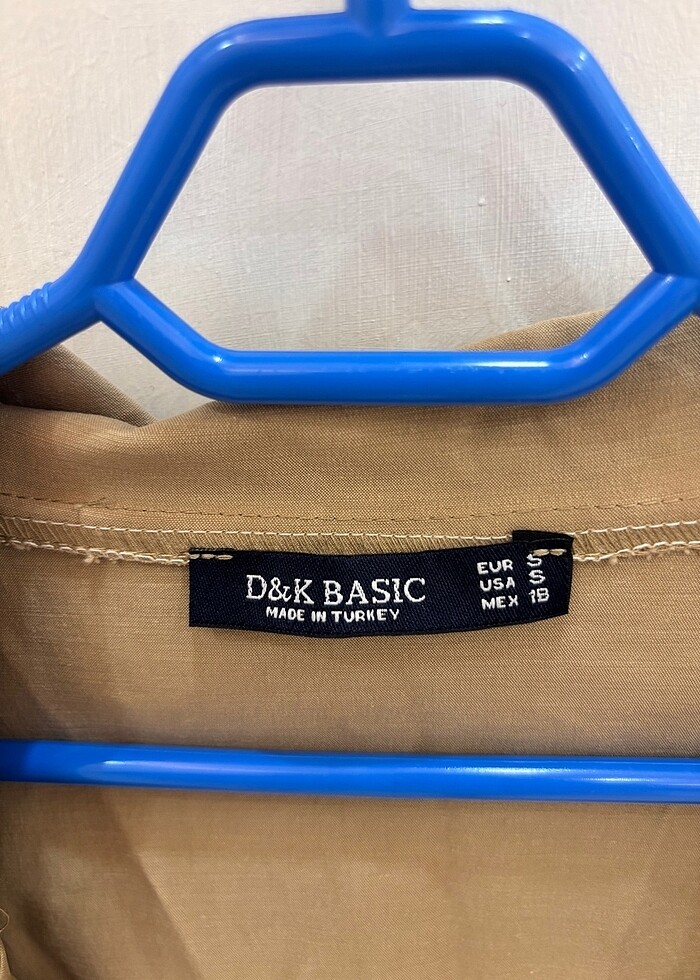 D&K BASIC
MADE IN TURKEY
EUR S
USA S
MEX 1B